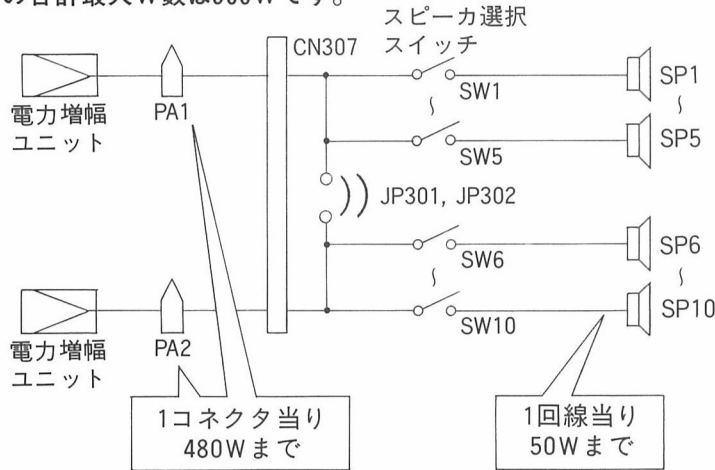 の合計最大W数は500Wです。
スピーカ選択
スイッチ
CN307
電力増幅
ユニット
PA1
SW1
SP1
〜
〜
SW5
SP5
JP301, JP302
SW6
SP6
〜
〜
電力増幅
ユニット
PA2
SW10
SP10
1コネクタ当り
480Wまで
1回線当り
50Wまで